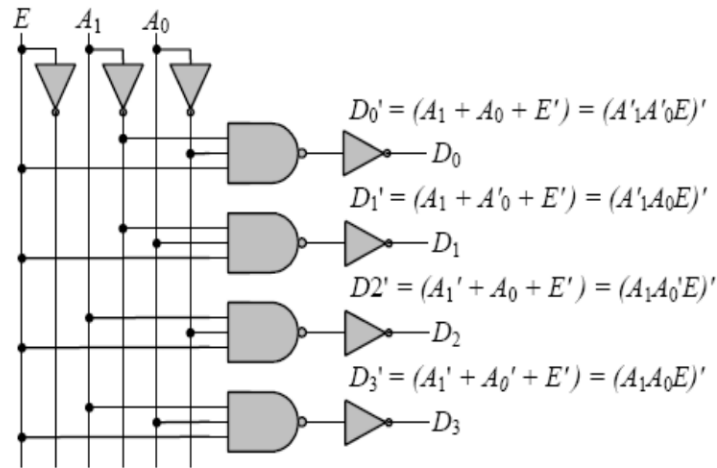 E A₁ A₀
D₀' = (A₁ + A₀ + E') = (A'₁A'₀E)'
D₀
D₁' = (A₁ + A'₀ + E') = (A'₁A₀E)'
D₁
D2' = (A₁' + A₀ + E') = (A₁A₀'E)'
D₂
D₃' = (A₁' + A₀' + E') = (A₁A₀E)'
D₃